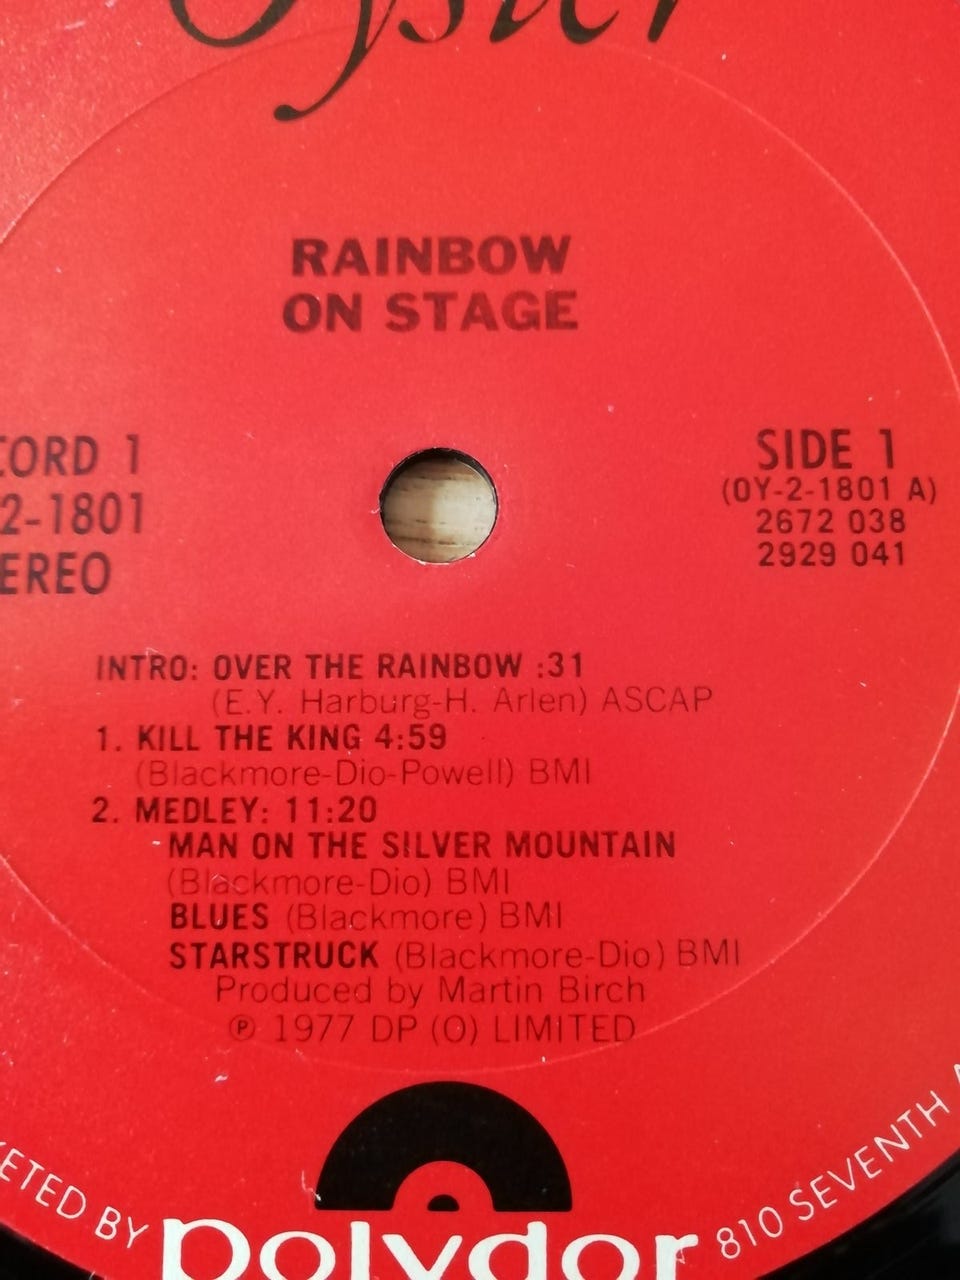 Oyster
RAINBOW
ON STAGE
CORD 1
2-1801
EREO
SIDE 1
(OY-2-1801 A)
2672 038
2929 041
INTRO: OVER THE RAINBOW :31
(E.Y. Harburg-H. Arlen) ASCAP
1. KILL THE KING 4:59
(Blackmore-Dio-Powell) BMI
2. MEDLEY: 11:20
MAN ON THE SILVER MOUNTAIN
(Blackmore-Dio) BMI
BLUES (Blackmore) BMI
STARSTRUCK (Blackmore-Dio) BMI
Produced by Martin Birch
℗ 1977 DP (O) LIMITED
KETED BY polydor 810 SEVENTH A